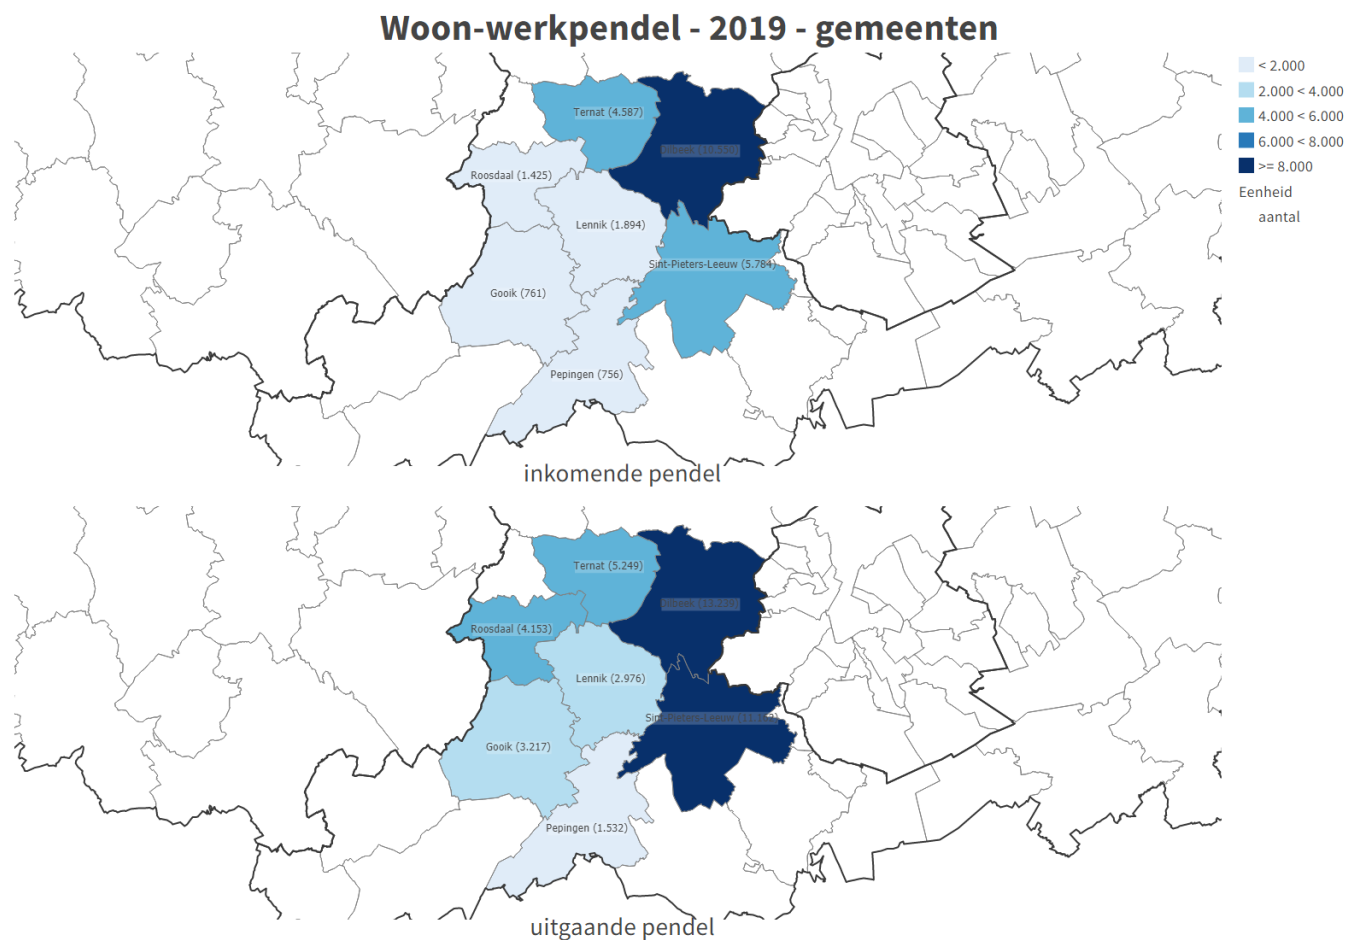 Woon-werkpendel - 2019 - gemeenten
< 2.000
2.000 < 4.000
4.000 < 6.000
6.000 < 8.000
>= 8.000
Eenheid
aantal
Ternat (4.587)
Roosdaal (1.425)
Lennik (1.894)
Sint-Pieters-Leeuw (5.784)
Gooik (761)
Pepingen (756)
inkomende pendel
Ternat (5.249)
Roosdaal (4.153)
Lennik (2.976)
Sint-Pieters-Leeuw
Gooik (3.217)
Pepingen (1.532)
uitgaande pendel